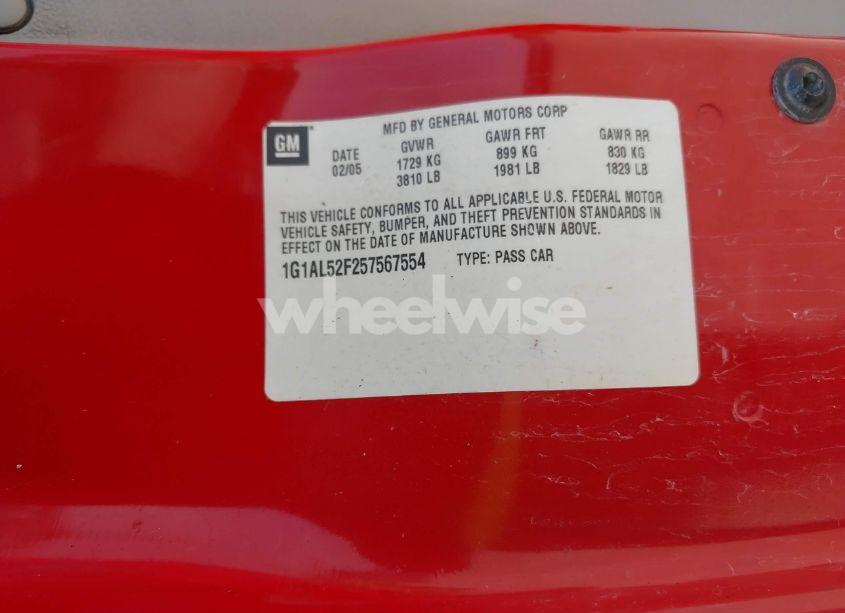 GM
MFD BY GENERAL MOTORS CORP
DATE GVWR GAWR FRT GAWR RR
02/05 1729 KG 899 KG 830 KG
3810 LB 1981 LB 1829 LB
THIS VEHICLE CONFORMS TO ALL APPLICABLE U.S. FEDERAL MOTOR
VEHICLE SAFETY, BUMPER, AND THEFT PREVENTION STANDARDS IN
EFFECT ON THE DATE OF MANUFACTURE SHOWN ABOVE.
1G1AL52F257567554 TYPE: PASS CAR
wheelwise